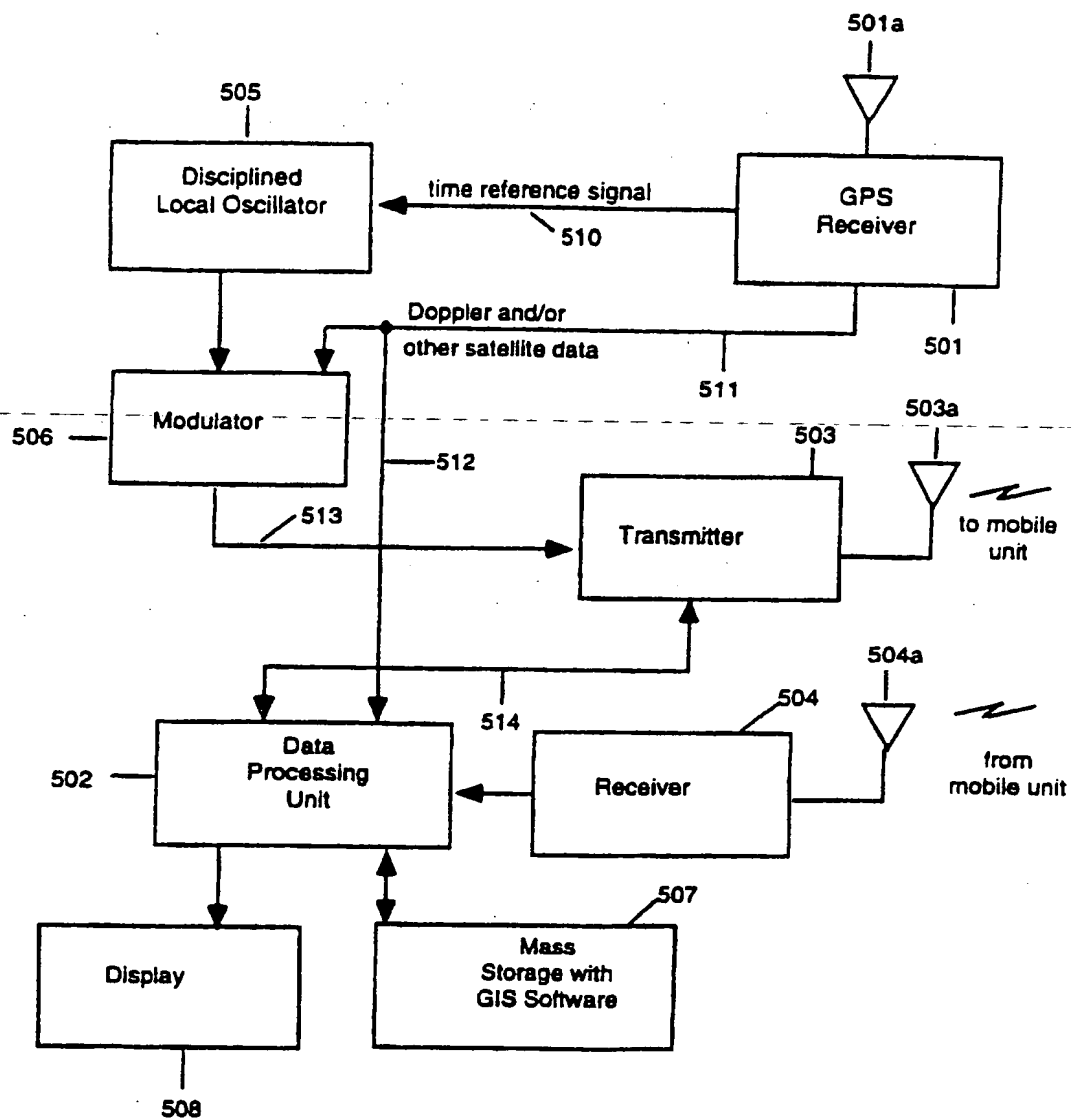 501a
505
Disciplined
Local Oscillator
time reference signal
510
GPS
Receiver
501
Doppler and/or
other satellite data
511
Modulator
506
512
503
503a
513
Transmitter
to mobile
unit
514
504
504a
Data
Processing
Unit
502
Receiver
from
mobile unit
507
Display
Mass
Storage with
GIS Software
508